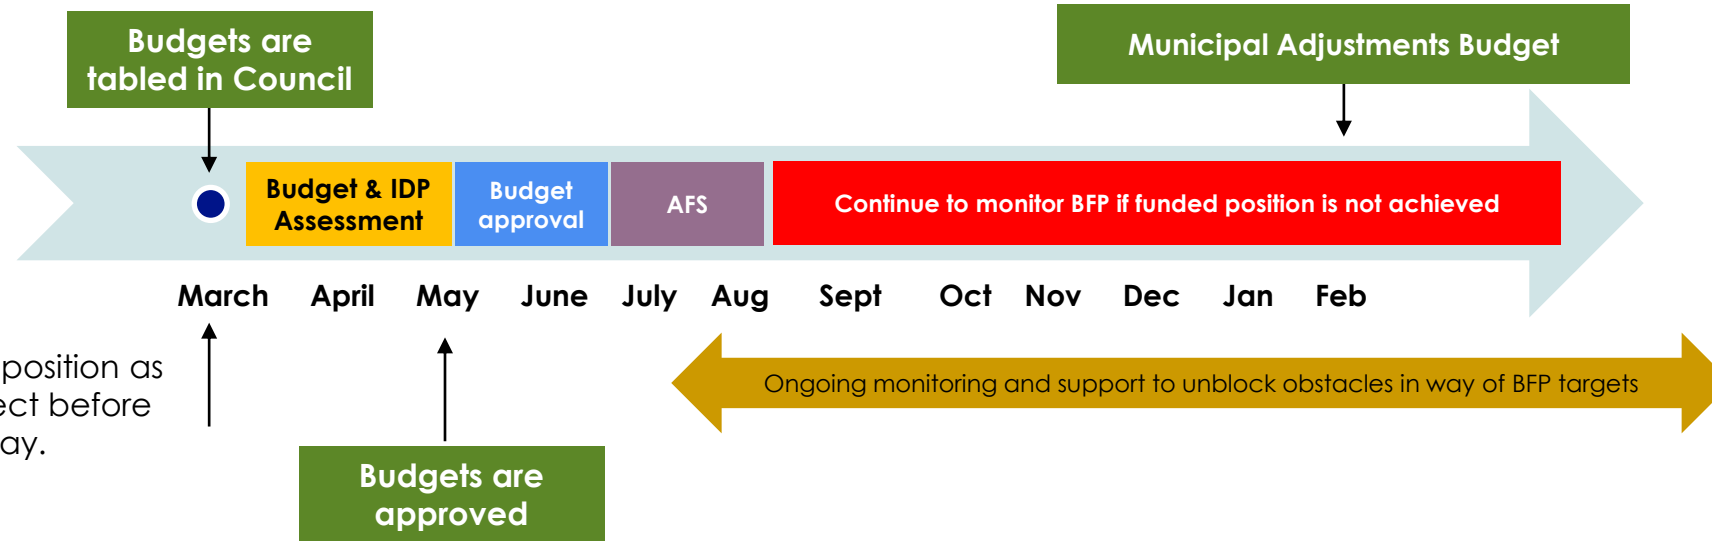 Budgets are
tabled in Council
Municipal Adjustments Budget
Budget & IDP
Assessment
Budget
approval
AFS
Continue to monitor BFP if funded position is not achieved
March April May June July Aug Sept Oct Nov Dec Jan Feb
position as
before
Ongoing monitoring and support to unblock obstacles in way of BFP targets
Budgets are
approved